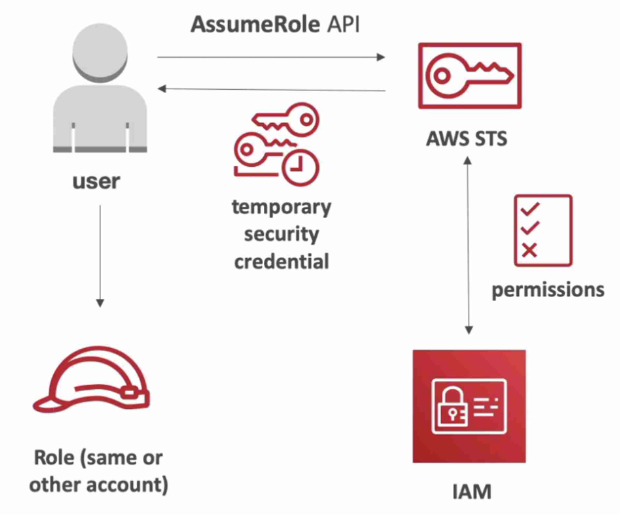 AssumeRole API
AWS STS
user
temporary
security
credential
permissions
Role (same or
other account)
IAM